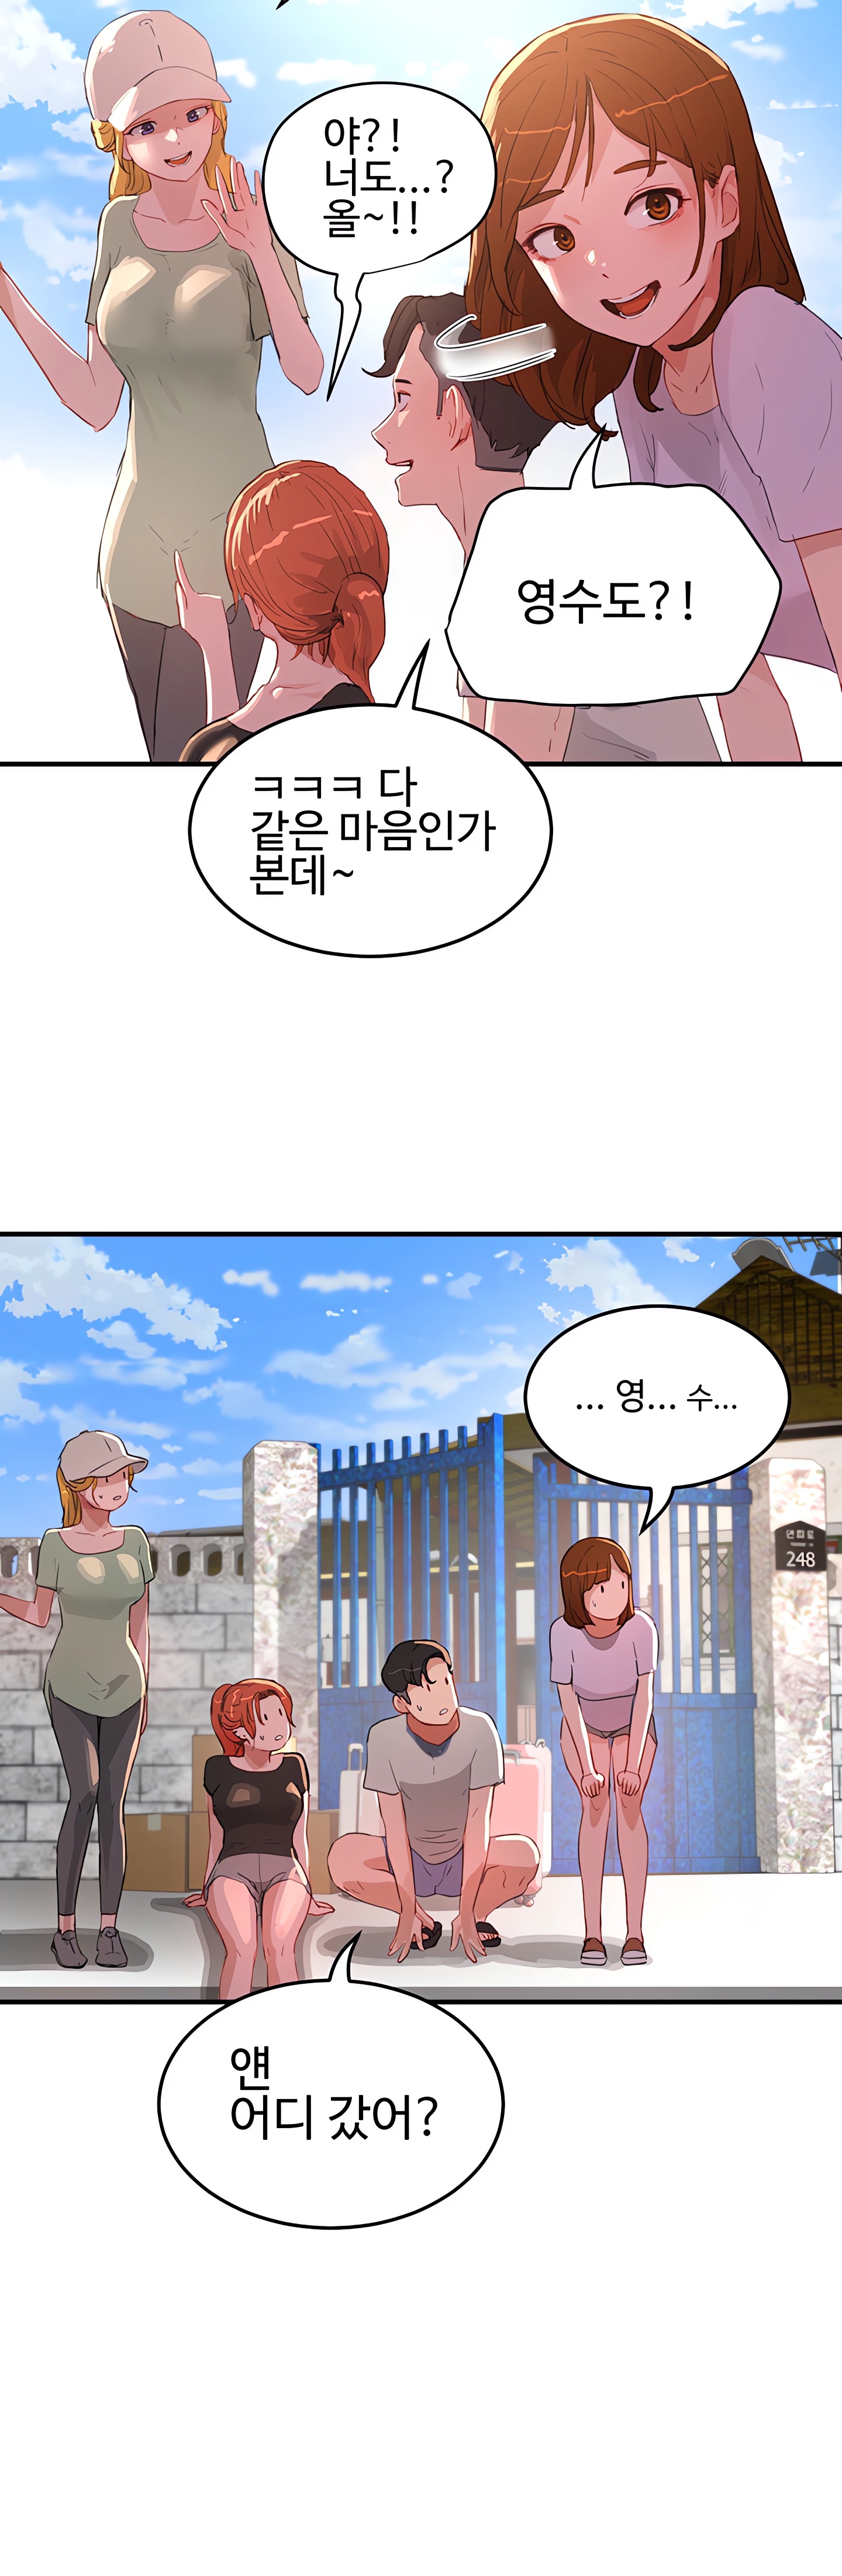 야?!
너도...?
올~!!
영수도?!
ㅋㅋㅋ 다
같은 마음인가
본데~
... 영... 수...
248
얜
어디 갔어?